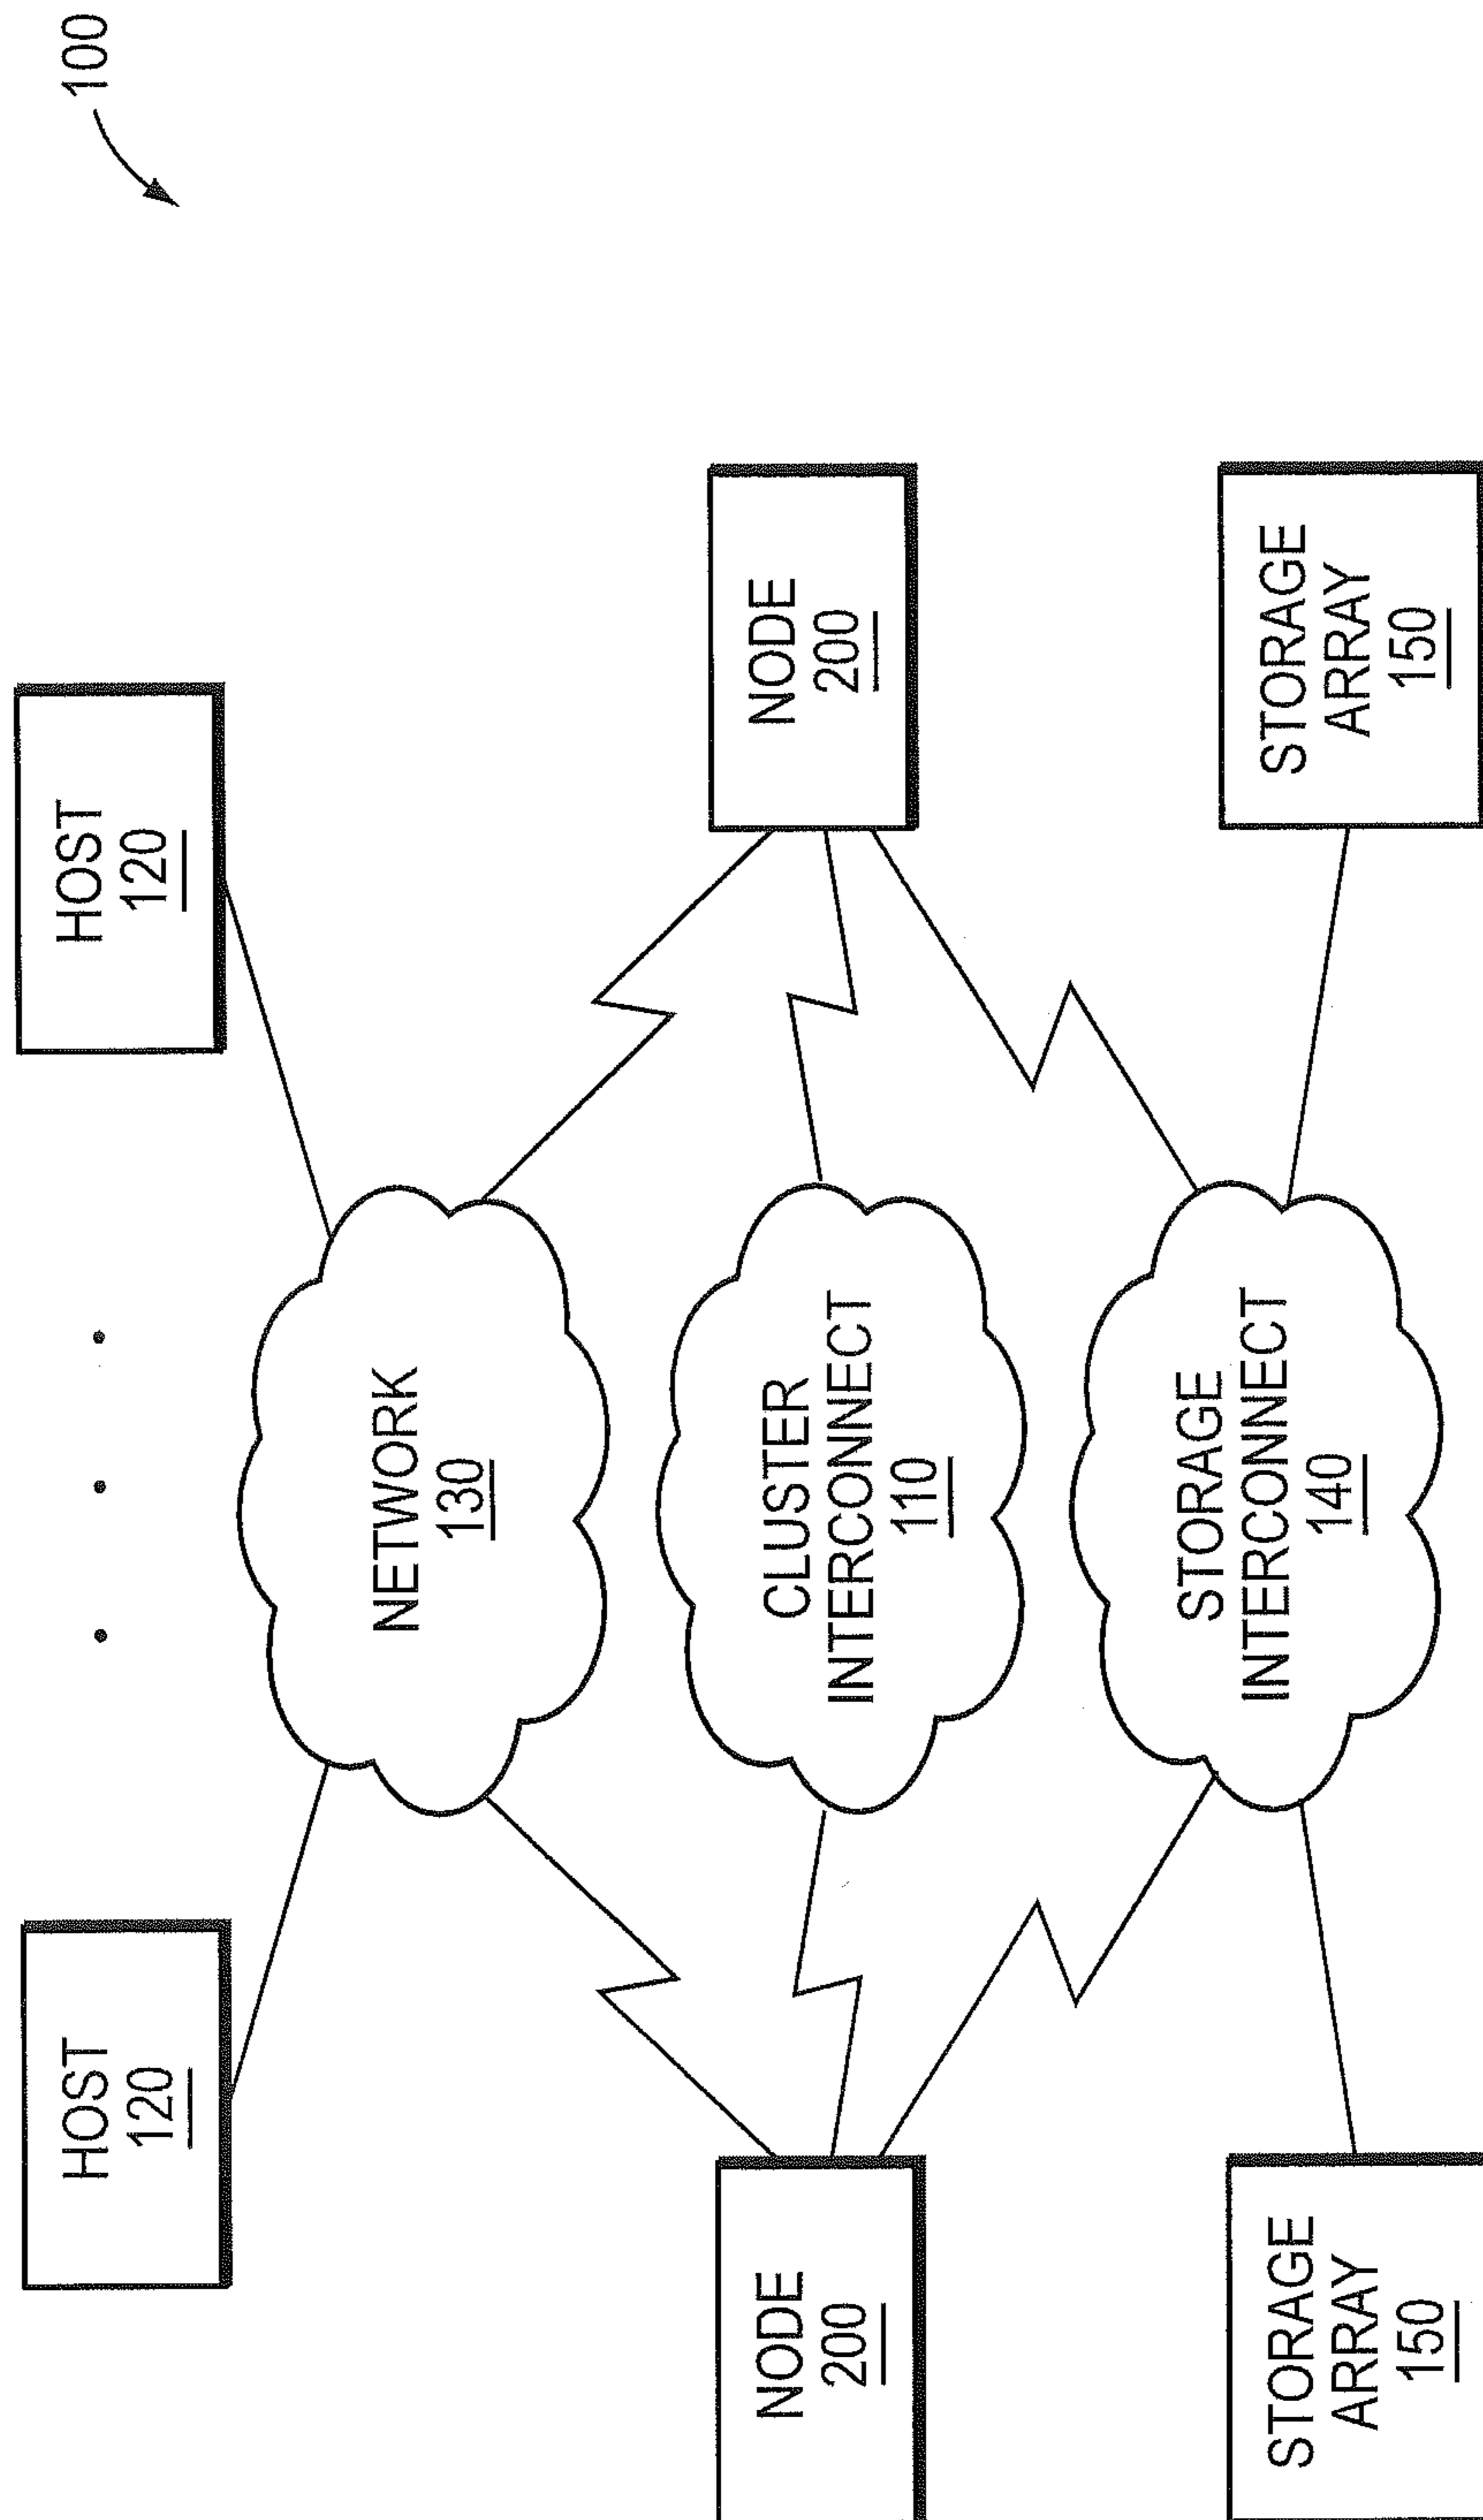 HOST
120
HOST
120
100
NETWORK
130
NODE
200
CLUSTER
INTERCONNECT
110
NODE
200
STORAGE
ARRAY
150
STORAGE
INTERCONNECT
140
STORAGE
ARRAY
150